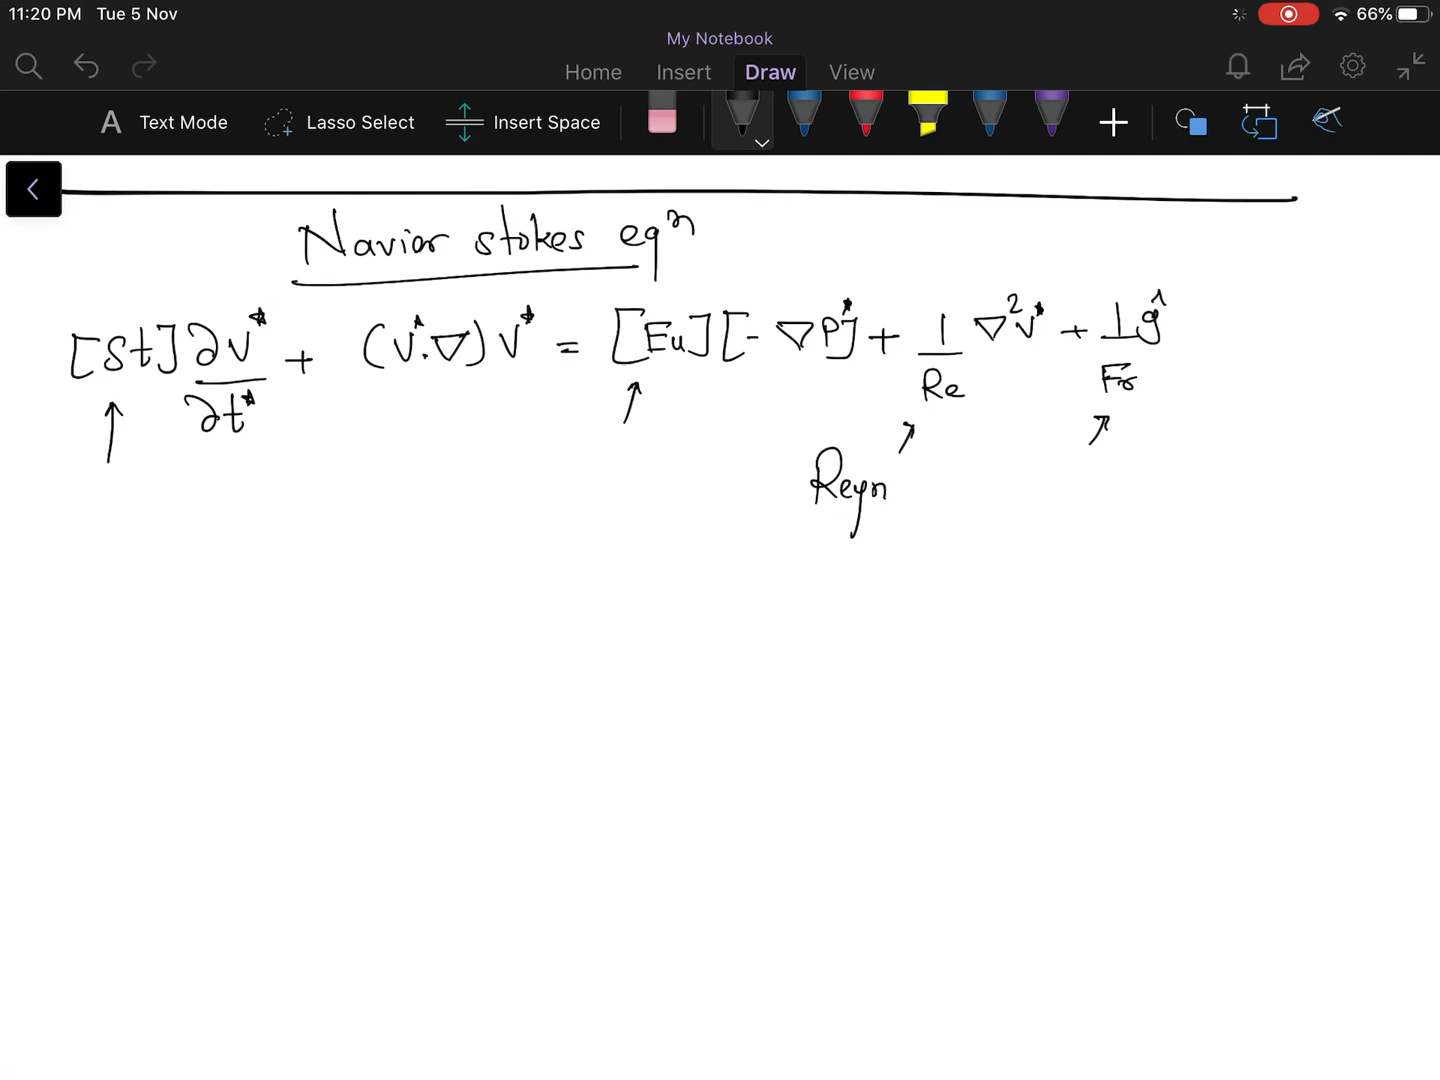 11:20 PM Tue 5 Nov 66%
My Notebook
Home Insert Draw View
A Text Mode Lasso Select Insert Space
Navier stokes eqⁿ
[St] ∂V*/∂t* + (V*.∇) V* = [Eu] [- ∇P*] + 1/Re ∇²V* + 1/Fr ĝ
Reyn